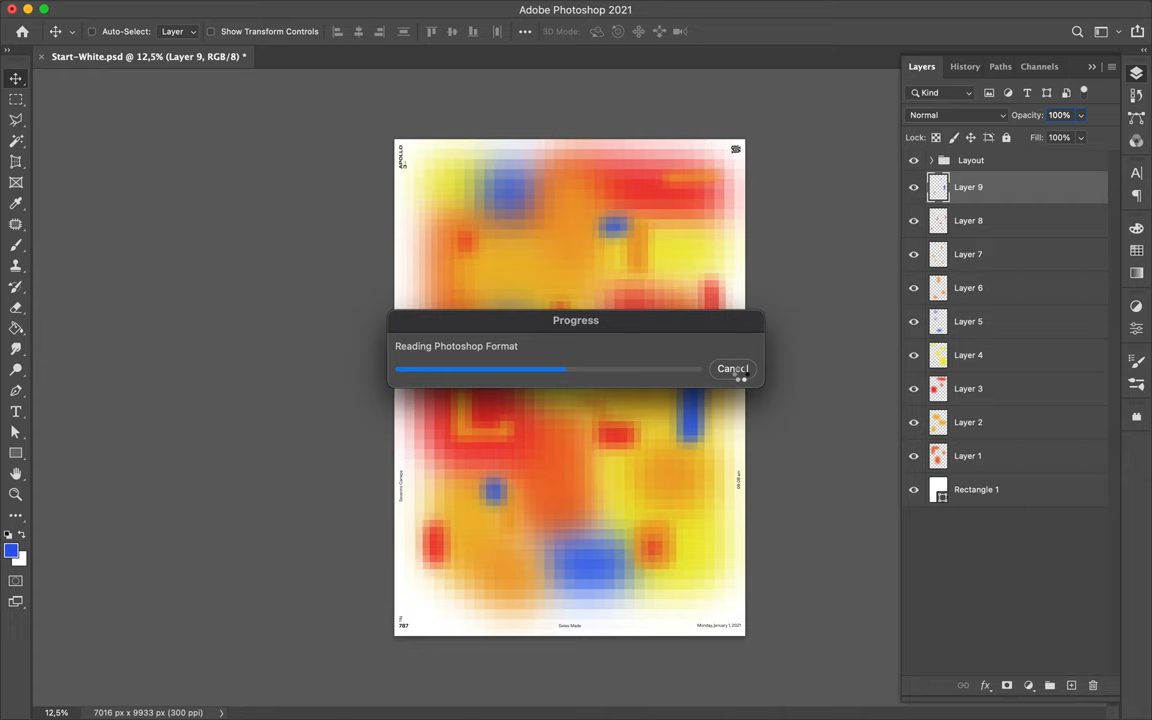 Adobe Photoshop 2021
Auto-Select: Layer Show Transform Controls 3D Mode:
Start-White.psd @ 12,5% (Layer 9, RGB/8) *
Layers History Paths Channels
Kind
Normal Opacity: 100%
Lock: Fill: 100%
Layout
Layer 9
Layer 8
Layer 7
Layer 6
Layer 5
Layer 4
Layer 3
Layer 2
Layer 1
Rectangle 1
APOLLO
Progress
Reading Photoshop Format
Cancel
787
Swiss Made
Monday, January 1, 2021
12,5% 7016 px x 9933 px (300 ppi)